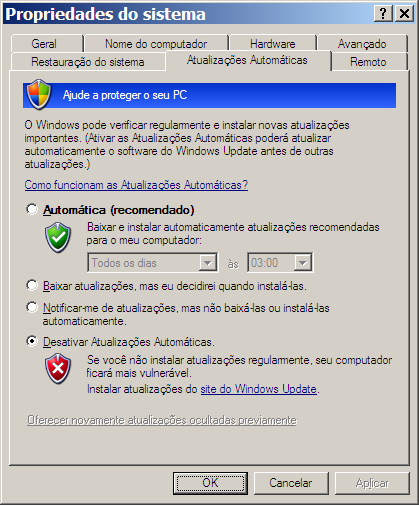 Propriedades do sistema
Geral Nome do computador Hardware Avançado
Restauração do sistema Atualizações Automáticas Remoto
Ajude a proteger o seu PC
O Windows pode verificar regularmente e instalar novas atualizações
importantes. (Ativar as Atualizações Automáticas poderá atualizar
automaticamente o software do Windows Update antes de outras
atualizações.)
Como funcionam as Atualizações Automáticas?
Automática (recomendado)
Baixar e instalar automaticamente atualizações recomendadas
para o meu computador:
Todos os dias às 03:00
Baixar atualizações, mas eu decidirei quando instalá-las.
Notificar-me de atualizações, mas não baixá-las ou instalá-las
automaticamente.
Desativar Atualizações Automáticas.
Se você não instalar atualizações regularmente, seu computador
ficará mais vulnerável.
Instalar atualizações do site do Windows Update.
Oferecer novamente atualizações ocultadas previamente
OK Cancelar Aplicar